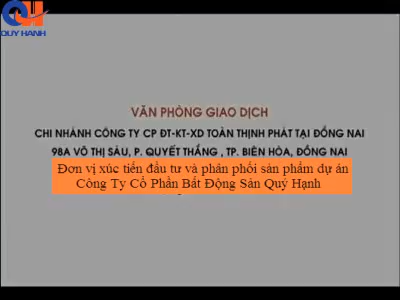 QUY HANH
VĂN PHÒNG GIAO DỊCH
CHI NHÁNH CÔNG TY CP ĐT-KT-XD TOÀN THỊNH PHÁT TẠI ĐỒNG NAI
98A VÕ THỊ SÁU, P. QUYẾT THẮNG , TP. BIÊN HÒA, ĐỒNG NAI
Đơn vị xúc tiến đầu tư và phân phối sản phẩm dự án
Công Ty Cổ Phần Bất Động Sản Quý Hạnh